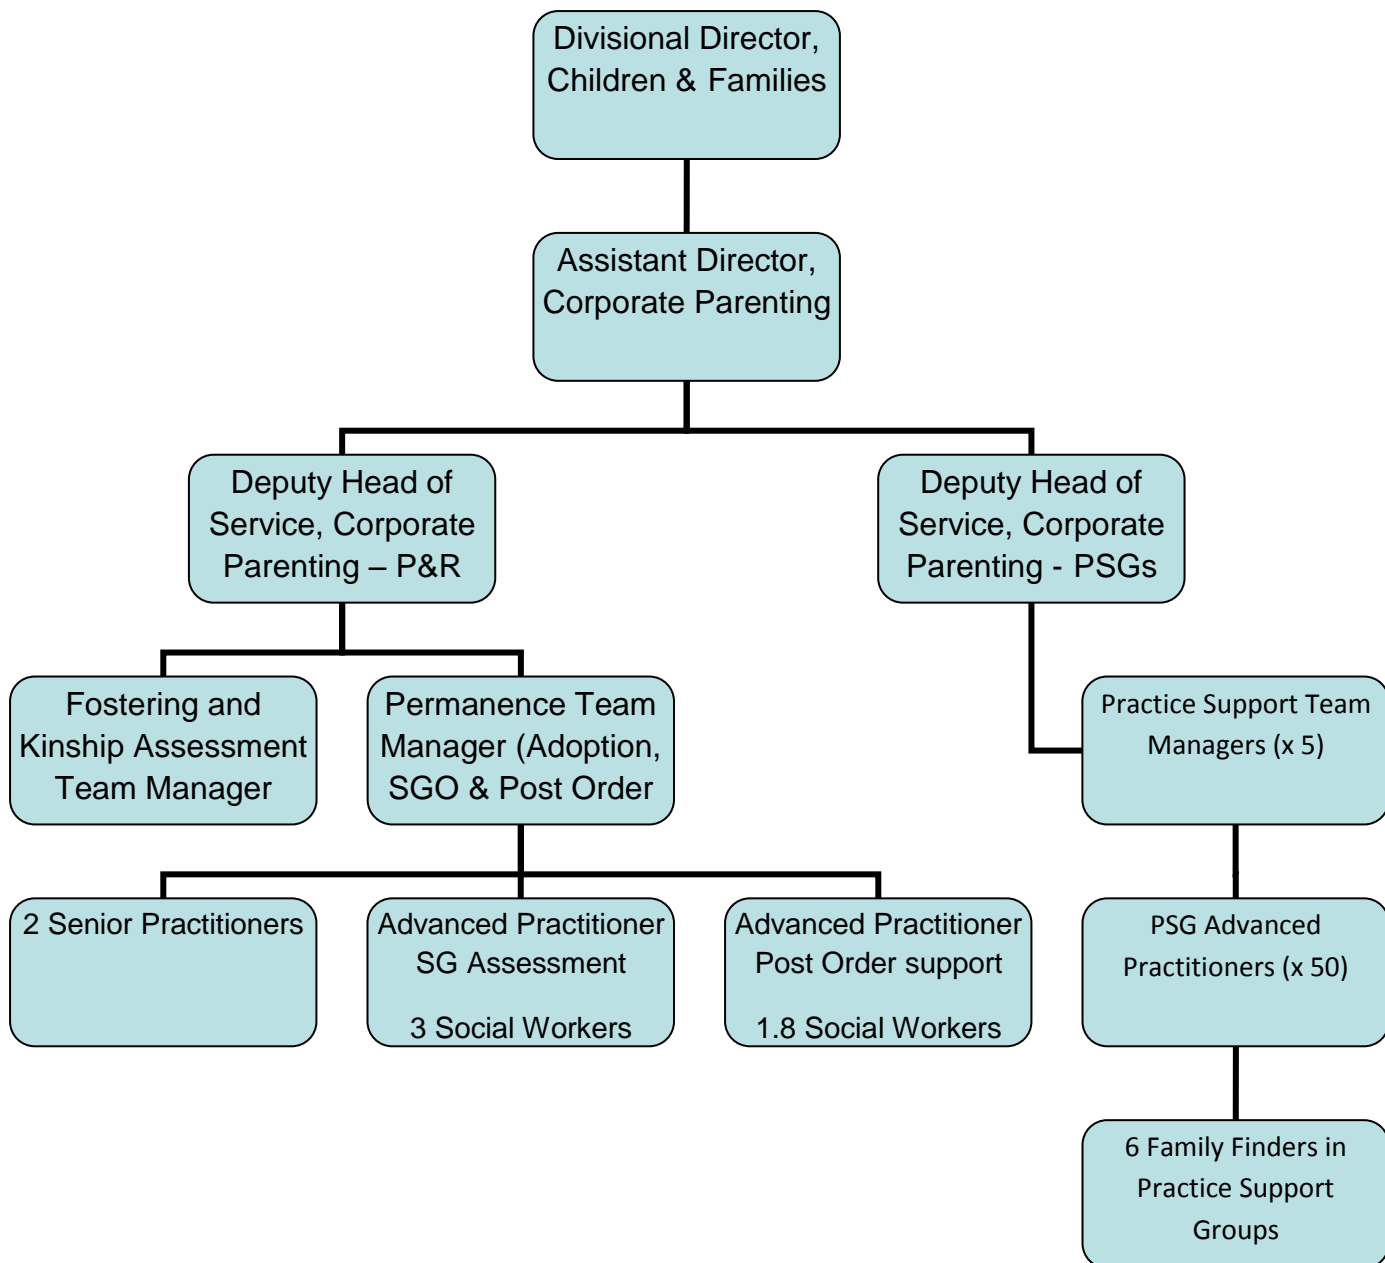 Divisional Director,
Children & Families
Assistant Director,
Corporate Parenting
Deputy Head of
Service, Corporate
Parenting – P&R
Deputy Head of
Service, Corporate
Parenting - PSGs
Fostering and
Kinship Assessment
Team Manager
Permanence Team
Manager (Adoption,
SGO & Post Order
Practice Support Team
Managers (x 5)
2 Senior Practitioners
Advanced Practitioner
SG Assessment
3 Social Workers
Advanced Practitioner
Post Order support
1.8 Social Workers
PSG Advanced
Practitioners (x 50)
6 Family Finders in
Practice Support
Groups